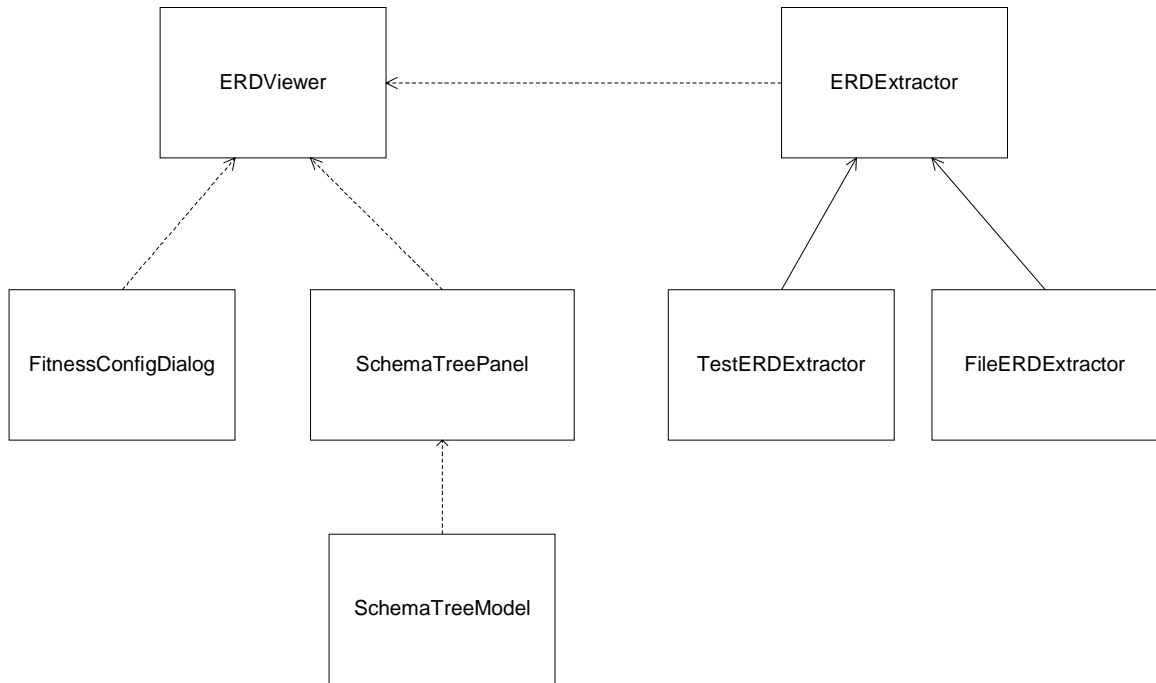 ERDViewer
ERDExtractor
FitnessConfigDialog
SchemaTreePanel
TestERDExtractor
FileERDExtractor
SchemaTreeModel